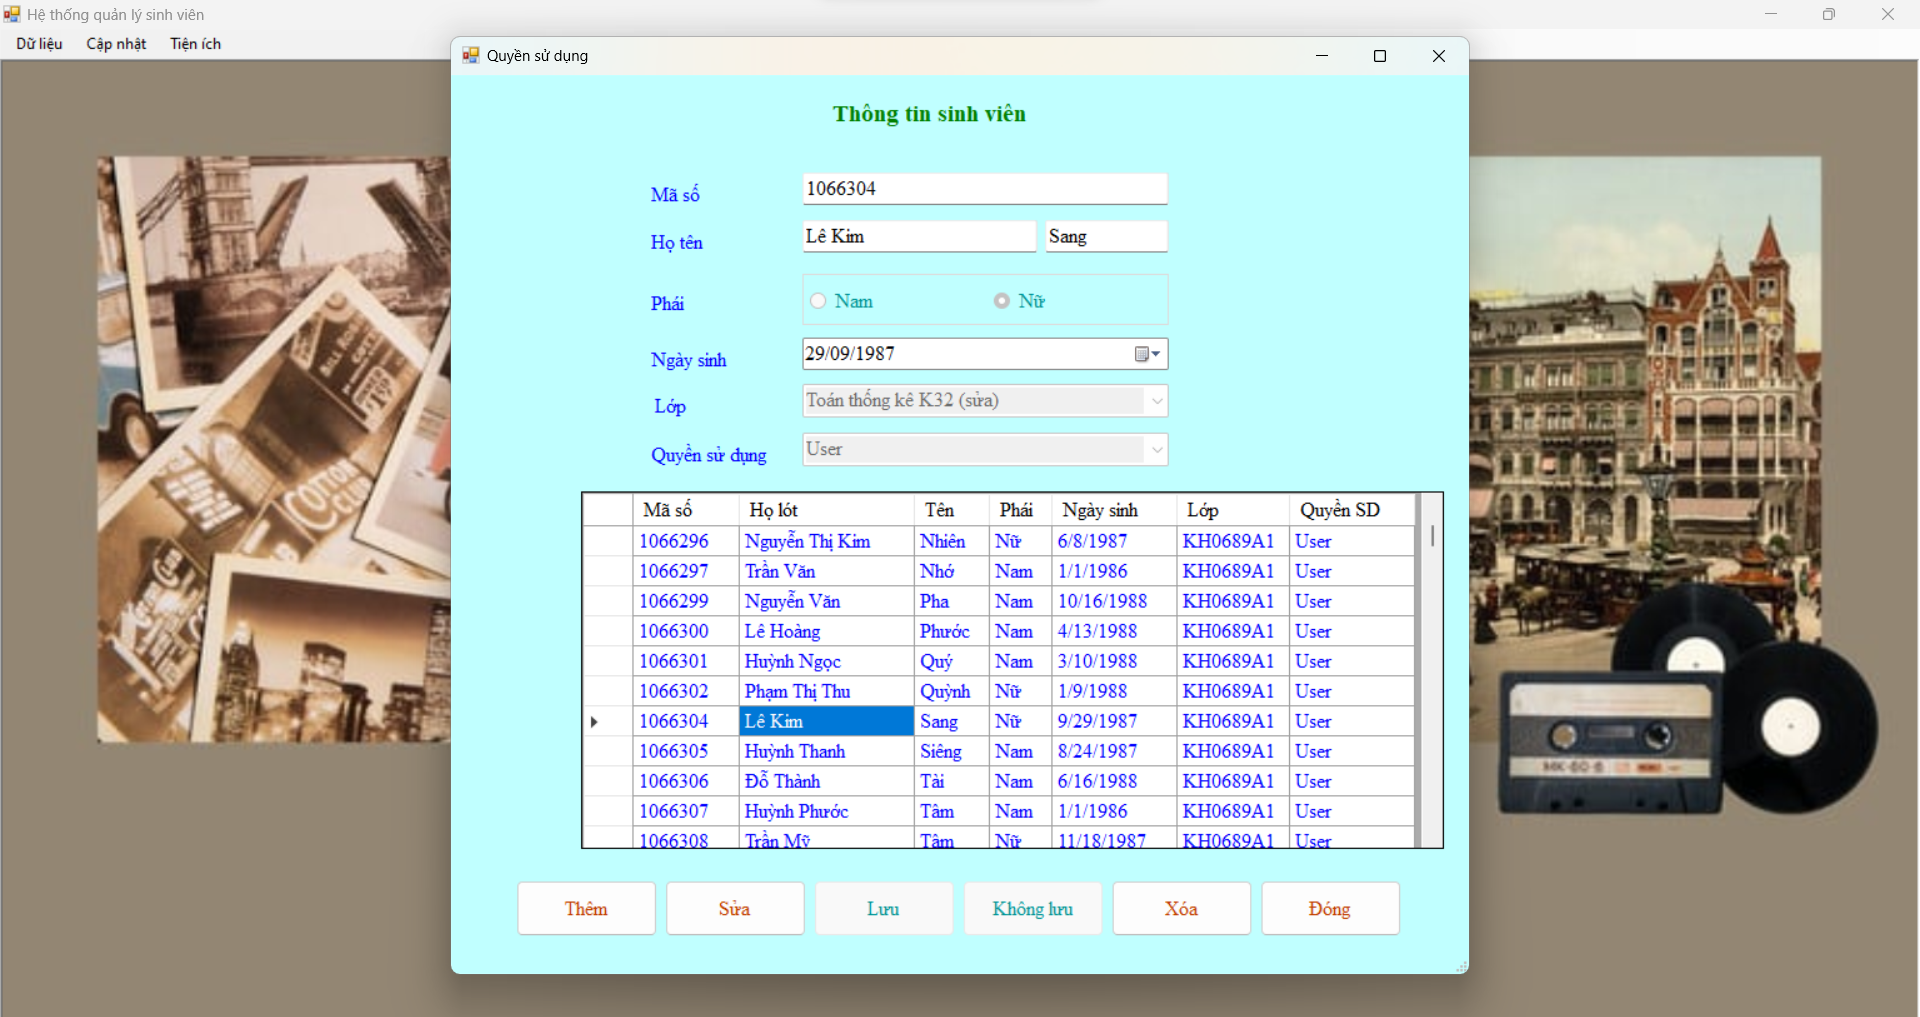 Hệ thống quản lý sinh viên
Dữ liệu Cập nhật Tiện ích
Quyền sử dụng
Thông tin sinh viên
Mã số 1066304
Họ tên Lê Kim Sang
Phái Nam Nữ
Ngày sinh 29/09/1987
Lớp Toán thống kê K32 (sửa)
Quyền sử dụng User
Mã số Họ lót Tên Phái Ngày sinh Lớp Quyền SD
1066296 Nguyễn Thị Kim Nhiên Nữ 6/8/1987 KH0689A1 User
1066297 Trần Văn Nhớ Nam 1/1/1986 KH0689A1 User
1066299 Nguyễn Văn Pha Nam 10/16/1988 KH0689A1 User
1066300 Lê Hoàng Phước Nam 4/13/1988 KH0689A1 User
1066301 Huỳnh Ngọc Quý Nam 3/10/1988 KH0689A1 User
1066302 Phạm Thị Thu Quỳnh Nữ 1/9/1988 KH0689A1 User
1066304 Lê Kim Sang Nữ 9/29/1987 KH0689A1 User
1066305 Huỳnh Thanh Siêng Nam 8/24/1987 KH0689A1 User
1066306 Đỗ Thành Tài Nam 6/16/1988 KH0689A1 User
1066307 Huỳnh Phước Tâm Nam 1/1/1986 KH0689A1 User
1066308 Trần Mỹ Tâm Nữ 11/18/1987 KH0689A1 User
Thêm Sửa Lưu Không lưu Xóa Đóng
COTTON
CLUB